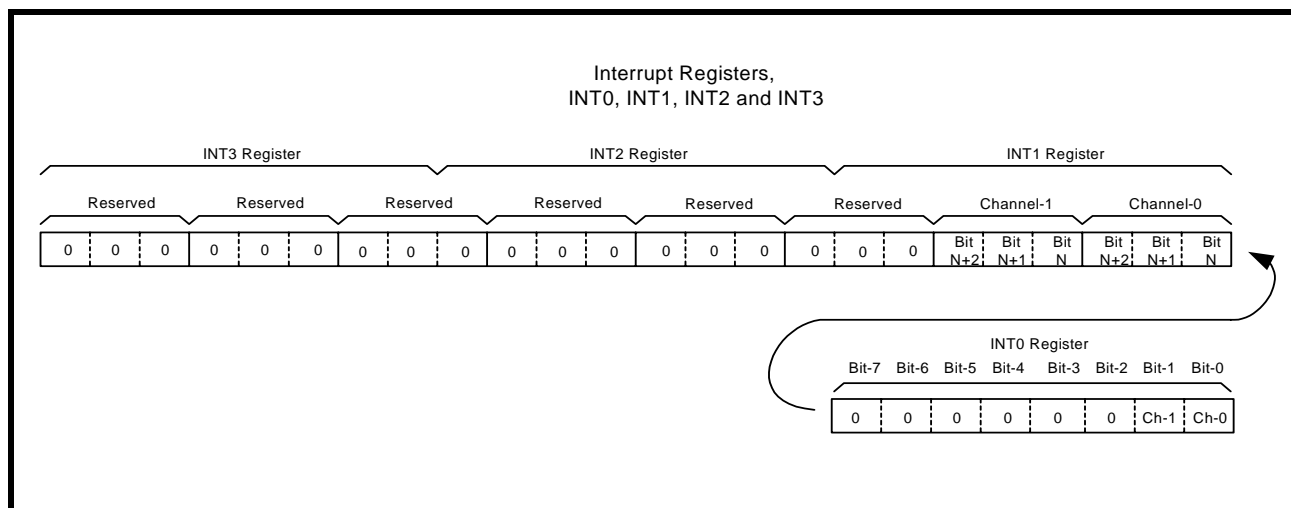 Interrupt Registers,
INT0, INT1, INT2 and INT3
INT3 Register INT2 Register INT1 Register
Reserved Reserved Reserved Reserved Reserved Reserved Channel-1 Channel-0
0 0 0 0 0 0 0 0 0 0 0 0 0 0 0 0 0 0 Bit Bit Bit Bit Bit Bit
N+2 N+1 N N+2 N+1 N
INT0 Register
Bit-7 Bit-6 Bit-5 Bit-4 Bit-3 Bit-2 Bit-1 Bit-0
0 0 0 0 0 0 Ch-1 Ch-0